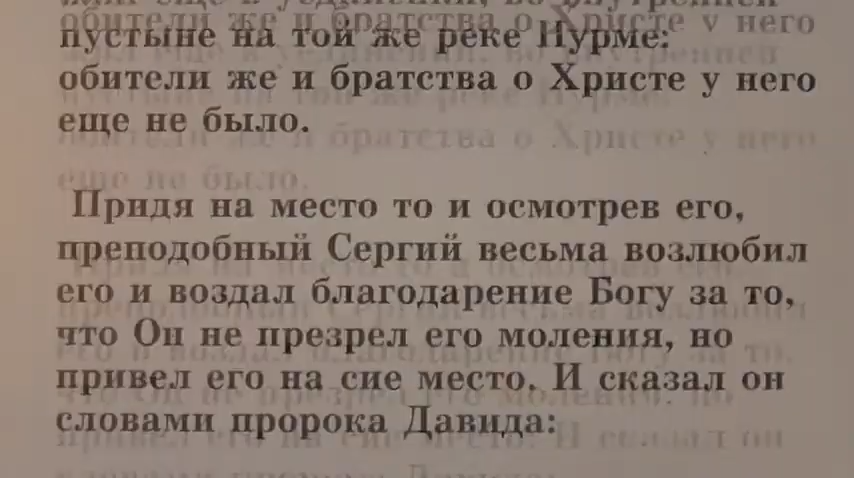 пустыне на той же реке Нурме:
обители же и братства о Христе у него
еще не было.
Придя на место то и осмотрев его,
преподобный Сергий весьма возлюбил
его и воздал благодарение Богу за то,
что Он не презрел его моления, но
привел его на сие место. И сказал он
словами пророка Давида: